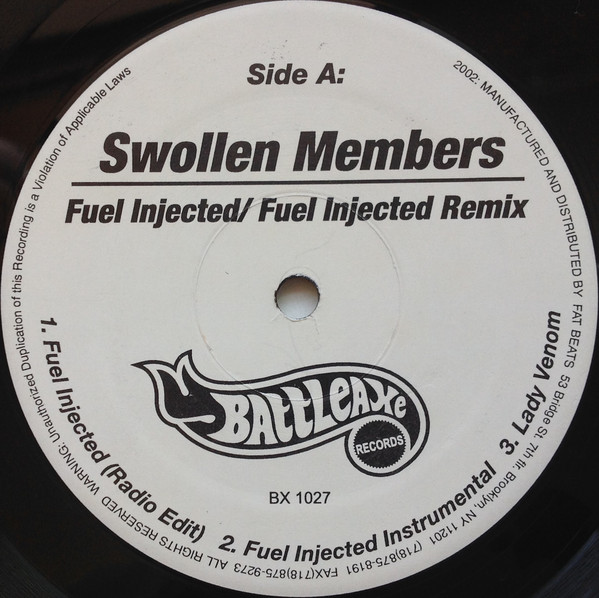 Side A:
Swollen Members
Fuel Injected/ Fuel Injected Remix
BATTLEAXE
RECORDS
BX 1027
1. Fuel Injected (Radio Edit) 2. Fuel Injected Instrumental 3. Lady Venom
2002: MANUFACTURED AND DISTRIBUTED BY FAT BEATS 53 Bridge St. 7th flr. Brooklyn, NY 11201 (718)875-8191 FAX(718)875-9273 ALL RIGHTS RESERVED WARNING: Unauthorized Duplication of this Recording is a Violation of Applicable Laws